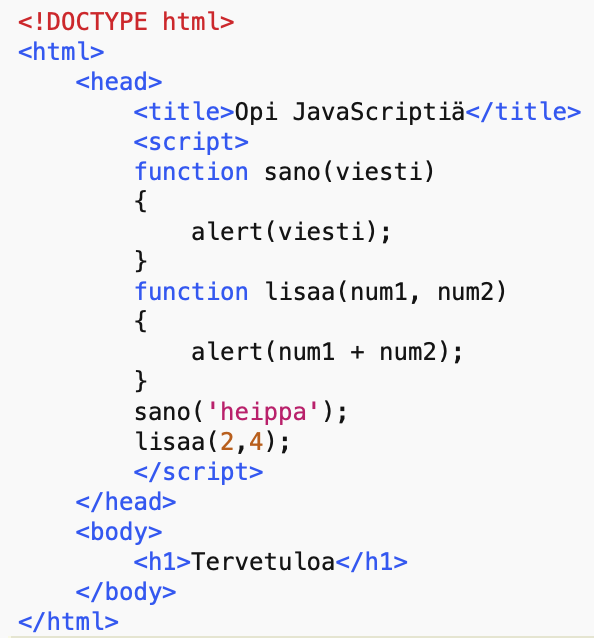 <!DOCTYPE html>
<html>
    <head>
        <title>Opi JavaScriptiä</title>
        <script>
        function sano(viesti)
        {
            alert(viesti);
        }
        function lisaa(num1, num2)
        {
            alert(num1 + num2);
        }
        sano('heippa');
        lisaa(2,4);
        </script>
    </head>
    <body>
        <h1>Tervetuloa</h1>
    </body>
</html>